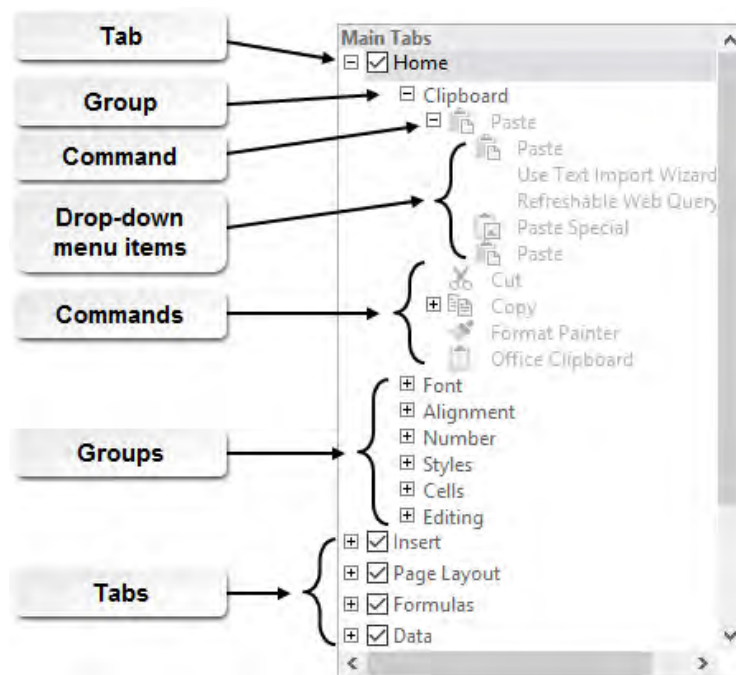 Tab
Group
Command
Drop-down
menu items
Commands
Groups
Tabs
Main Tabs
Home
Clipboard
Paste
Paste
Use Text Import Wizard
Refreshable Web Query
Paste Special
Paste
Cut
Copy
Format Painter
Office Clipboard
Font
Alignment
Number
Styles
Cells
Editing
Insert
Page Layout
Formulas
Data